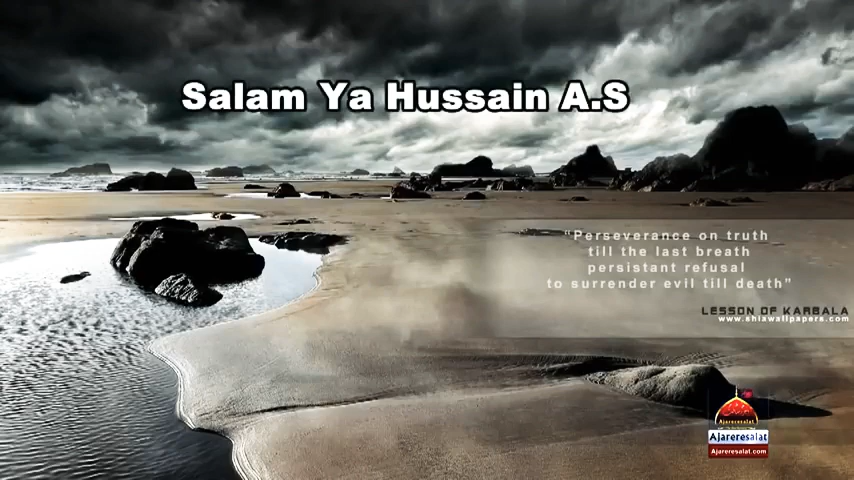 Salam Ya Hussain A.S
"Perseverance on truth
till the last breath
persistant refusal
to surrender evil till death"
LESSON OF KARBALA
www.shiawallpapers.com
Ajareresalat
Ajareresalat
Ajareresalat.com